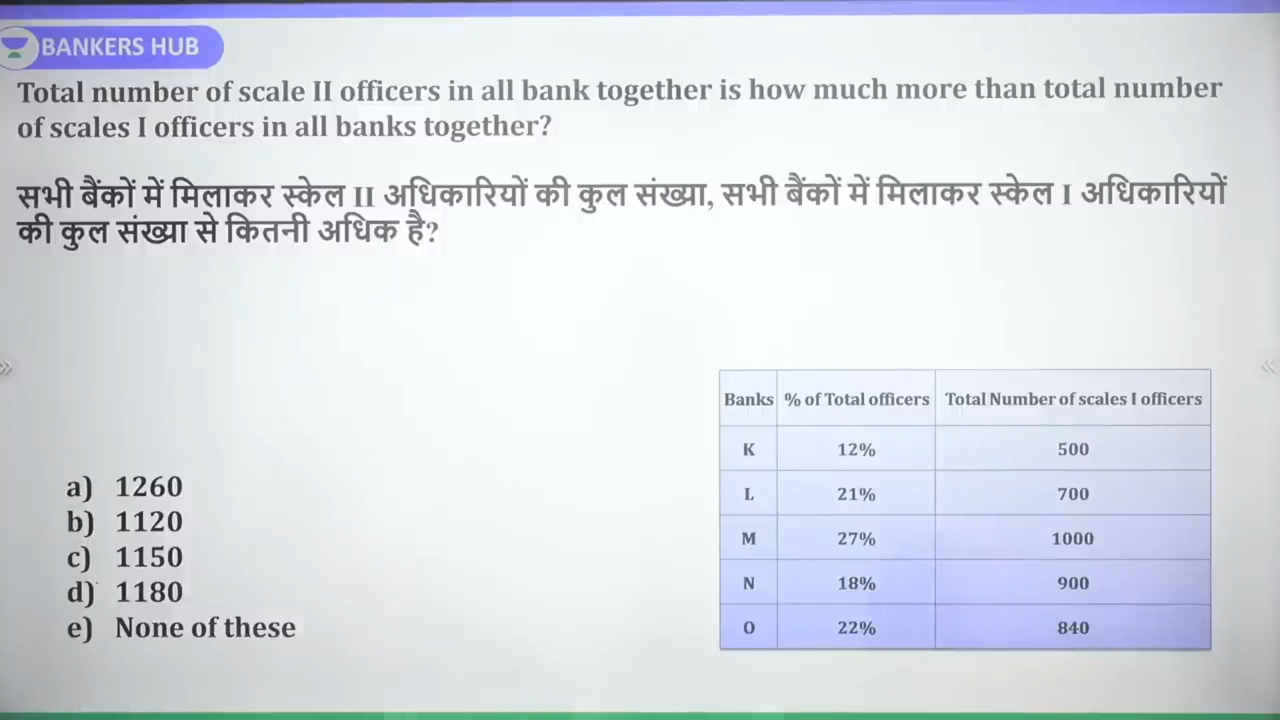 BANKERS HUB
Total number of scale II officers in all bank together is how much more than total number
of scales I officers in all banks together?
सभी बैंकों में मिलाकर स्केल II अधिकारियों की कुल संख्या, सभी बैंकों में मिलाकर स्केल I अधिकारियों
की कुल संख्या से कितनी अधिक है?
a) 1260
b) 1120
c) 1150
d) 1180
e) None of these
Banks % of Total officers Total Number of scales I officers
K 12% 500
L 21% 700
M 27% 1000
N 18% 900
O 22% 840